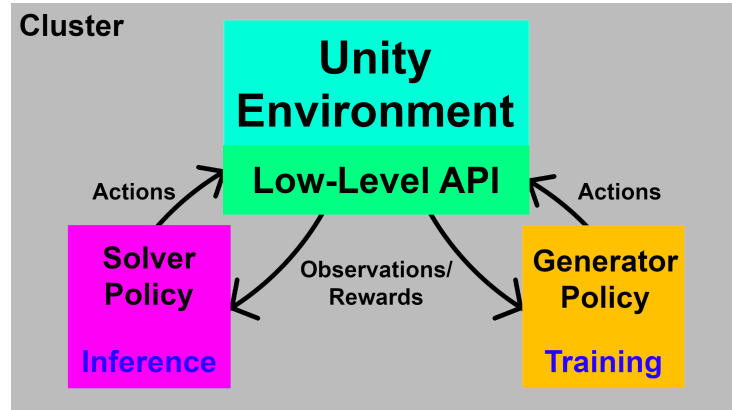 Cluster
Unity
Environment
Low-Level API
Actions
Actions
Solver
Policy
Inference
Observations/
Rewards
Generator
Policy
Training